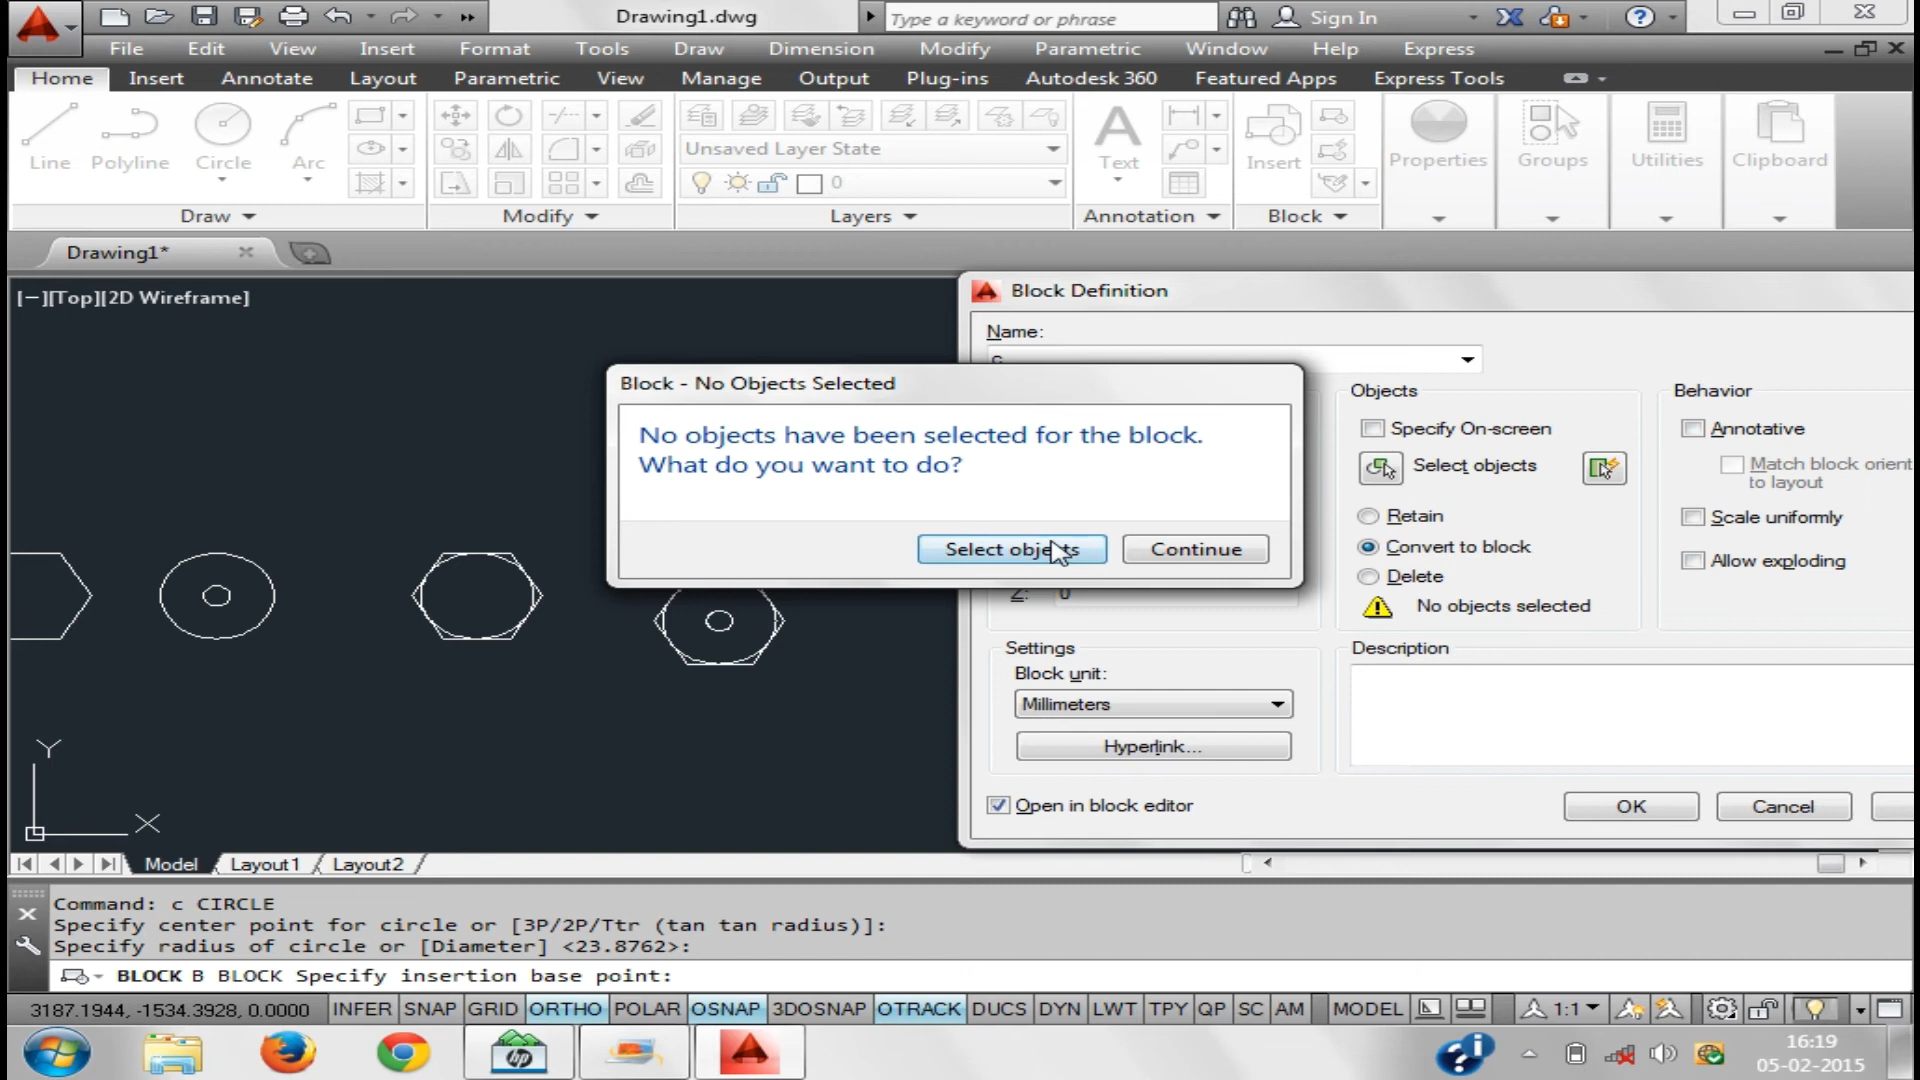 Drawing1.dwg
Type a keyword or phrase
Sign In
File Edit View Insert Format Tools Draw Dimension Modify Parametric Window Help Express
Home Insert Annotate Layout Parametric View Manage Output Plug-ins Autodesk 360 Featured Apps Express Tools
Line Polyline Circle Arc
Unsaved Layer State
0
Text
Insert
Properties Groups Utilities Clipboard
Draw Modify Layers Annotation Block
Drawing1*
[−][Top][2D Wireframe]
Block Definition
Name:
Block - No Objects Selected
No objects have been selected for the block.
What do you want to do?
Select objects Continue
Objects
Specify On-screen
Select objects
Retain
Convert to block
Delete
No objects selected
Behavior
Annotative
Match block orient
to layout
Scale uniformly
Allow exploding
Z: 0
Settings
Block unit:
Millimeters
Hyperlink...
Description
Open in block editor
OK Cancel
Y
X
Model Layout1 Layout2
Command: c CIRCLE
Specify center point for circle or [3P/2P/Ttr (tan tan radius)]:
Specify radius of circle or [Diameter] <23.8762>:
BLOCK B BLOCK Specify insertion base point:
3187.1944, -1534.3928, 0.0000 INFER SNAP GRID ORTHO POLAR OSNAP 3DOSNAP OTRACK DUCS DYN LWT TPY QP SC AM MODEL 1:1
hp
16:19
05-02-2015